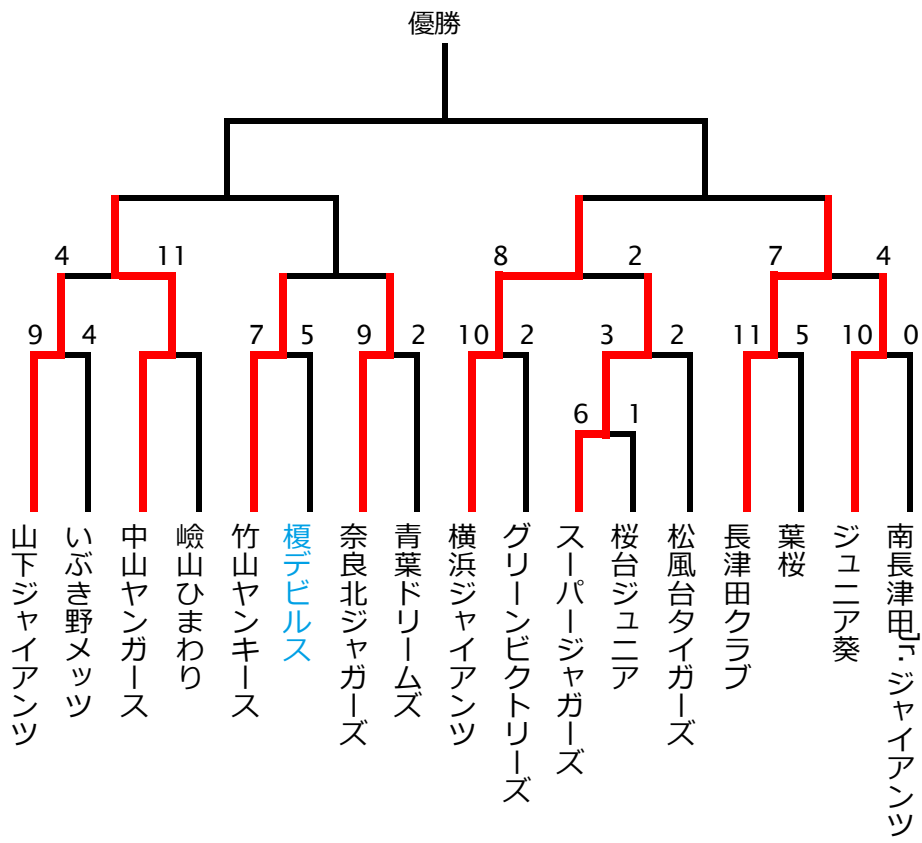 優勝
4 11 8 2 7 4
9 4 7 5 9 2 10 2 3 2 11 5 10 0
6 1
山下ジャイアンツ
いぶき野メッツ
中山ヤンガース
嶮山ひまわり
竹山ヤンキース
榎デビルス
奈良北ジャガーズ
青葉ドリームズ
横浜ジャイアンツ
グリーンビクトリーズ
スーパージャガーズ
桜台ジュニア
松風台タイガーズ
長津田クラブ
葉桜
ジュニア葵
南長津田Jr.ジャイアンツ